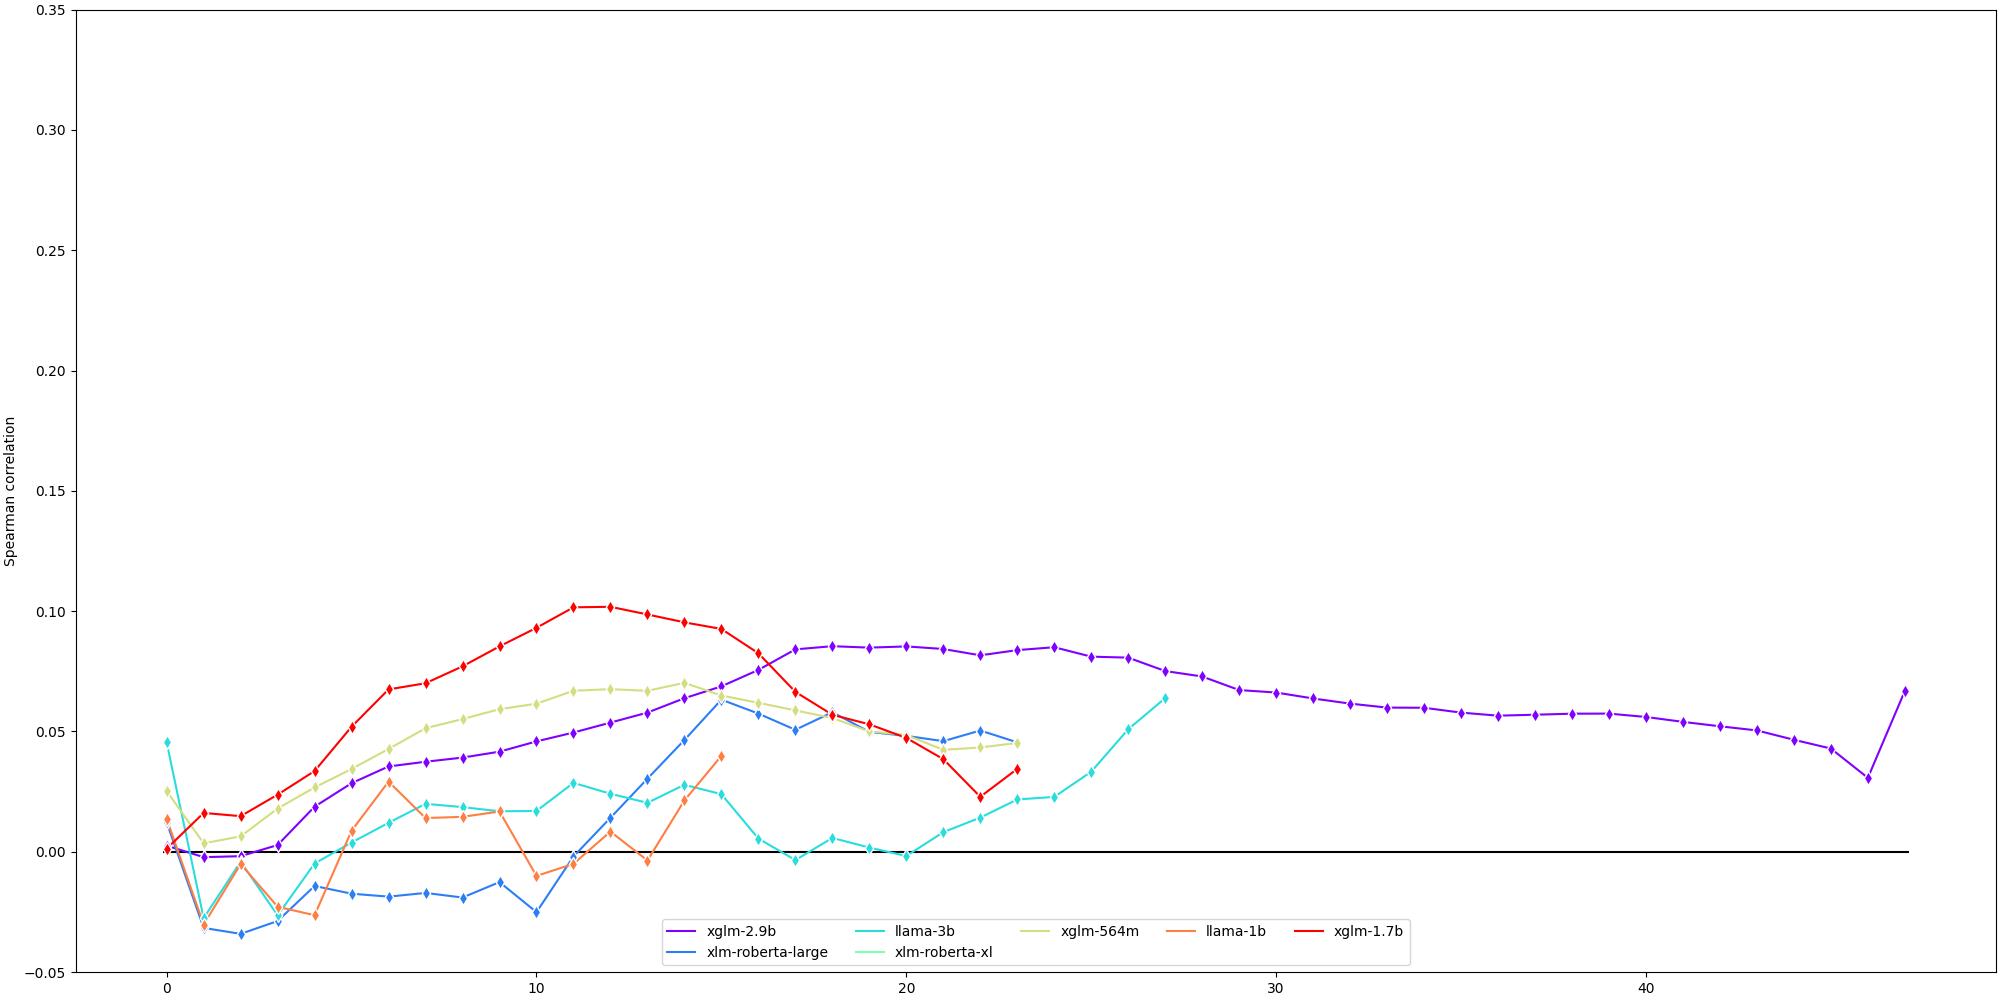 0.35
0.30
0.25
0.20
0.15
0.10
0.05
0.00
−0.05
Spearman correlation
0 10 20 30 40
xglm-2.9b llama-3b xglm-564m llama-1b xglm-1.7b
xlm-roberta-large xlm-roberta-xl